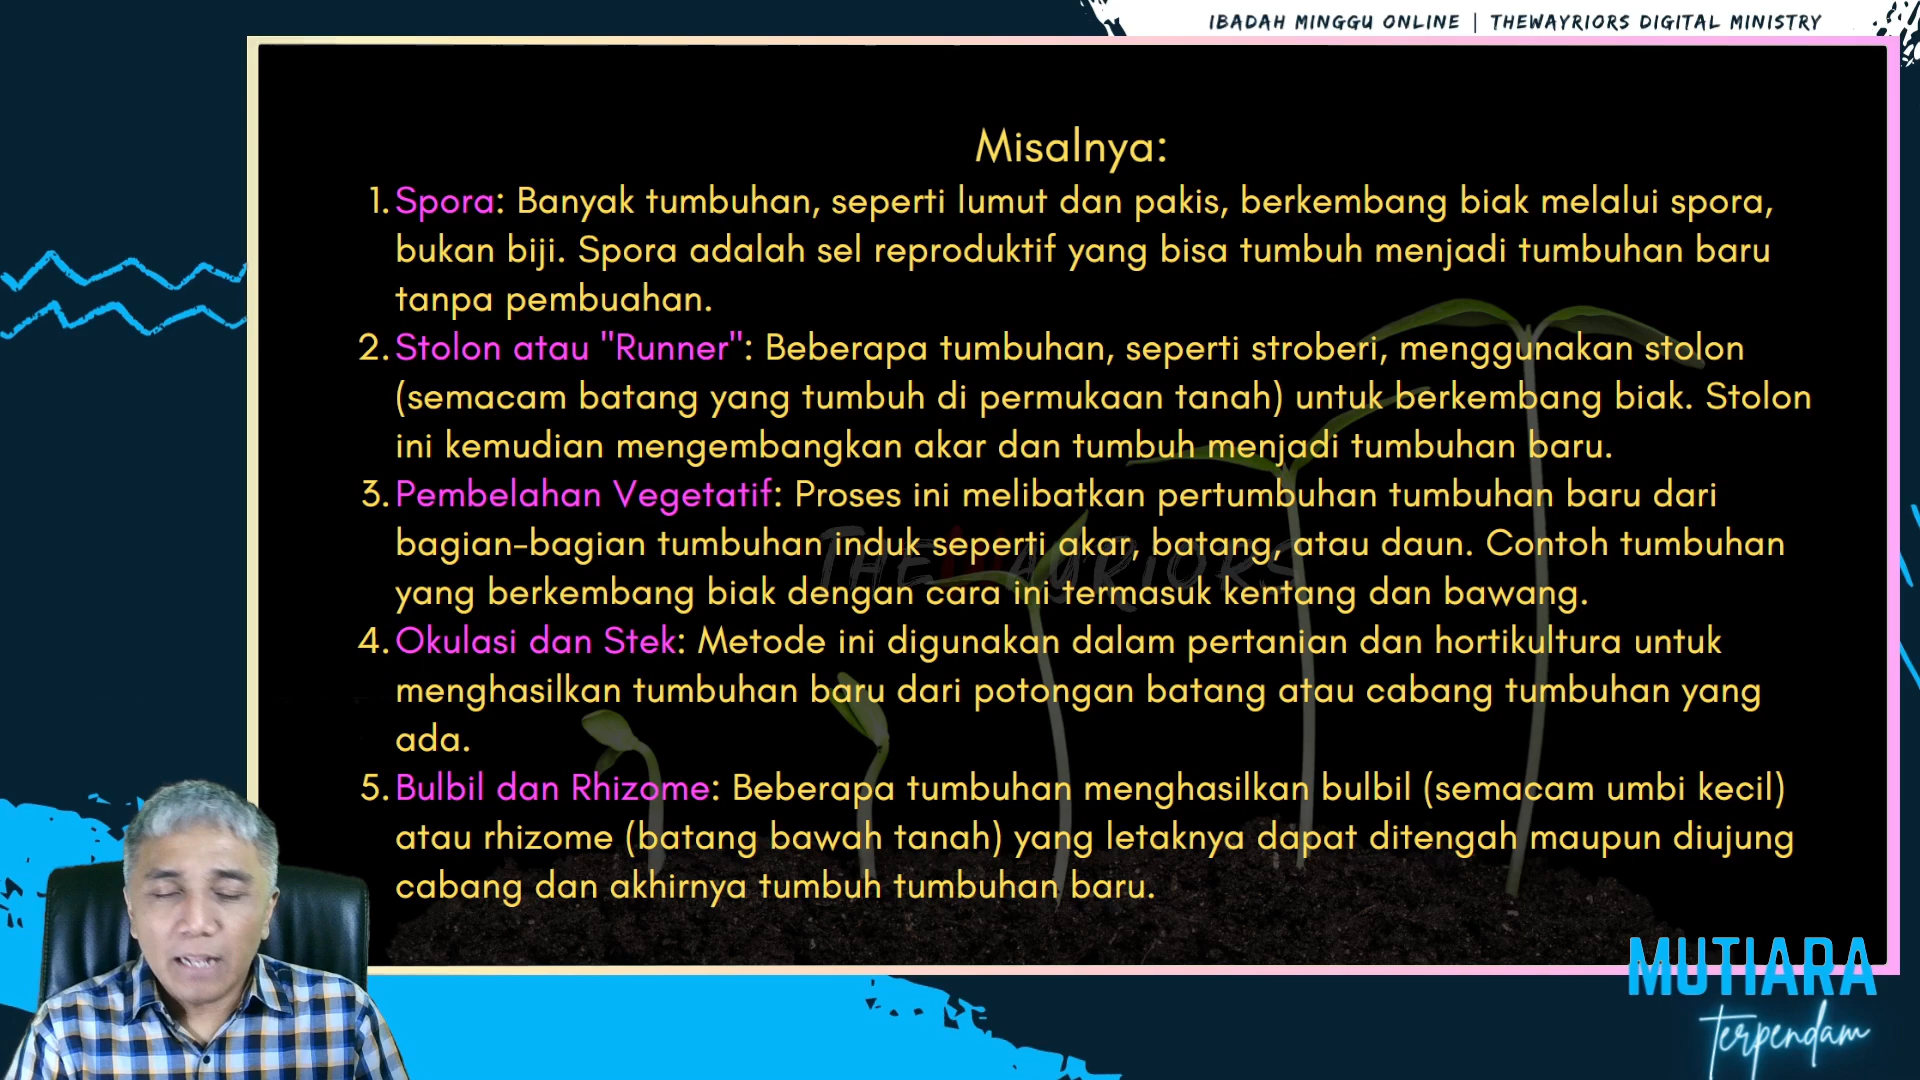 IBADAH MINGGU ONLINE | THEWAYRIORS DIGITAL MINISTRY
Misalnya:
1. Spora: Banyak tumbuhan, seperti lumut dan pakis, berkembang biak melalui spora,
bukan biji. Spora adalah sel reproduktif yang bisa tumbuh menjadi tumbuhan baru
tanpa pembuahan.
2. Stolon atau "Runner": Beberapa tumbuhan, seperti stroberi, menggunakan stolon
(semacam batang yang tumbuh di permukaan tanah) untuk berkembang biak. Stolon
ini kemudian mengembangkan akar dan tumbuh menjadi tumbuhan baru.
3. Pembelahan Vegetatif: Proses ini melibatkan pertumbuhan tumbuhan baru dari
bagian-bagian tumbuhan induk seperti akar, batang, atau daun. Contoh tumbuhan
yang berkembang biak dengan cara ini termasuk kentang dan bawang.
THEWAYRIORS
4. Okulasi dan Stek: Metode ini digunakan dalam pertanian dan hortikultura untuk
menghasilkan tumbuhan baru dari potongan batang atau cabang tumbuhan yang
ada.
5. Bulbil dan Rhizome: Beberapa tumbuhan menghasilkan bulbil (semacam umbi kecil)
atau rhizome (batang bawah tanah) yang letaknya dapat ditengah maupun diujung
cabang dan akhirnya tumbuh tumbuhan baru.
MUTIARA
terpendam